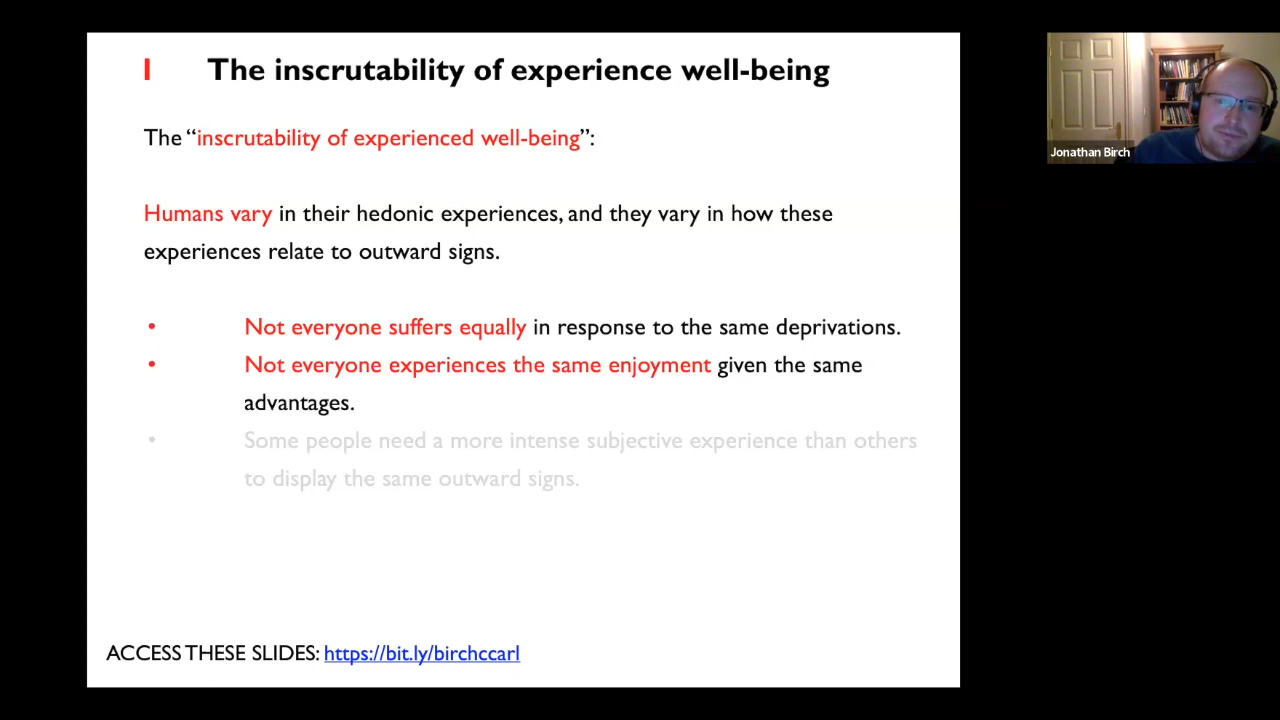 I The inscrutability of experience well-being
The “inscrutability of experienced well-being”:
Humans vary in their hedonic experiences, and they vary in how these
experiences relate to outward signs.
• Not everyone suffers equally in response to the same deprivations.
• Not everyone experiences the same enjoyment given the same
advantages.
• Some people need a more intense subjective experience than others
to display the same outward signs.
ACCESS THESE SLIDES: https://bit.ly/birchccarl
Jonathan Birch